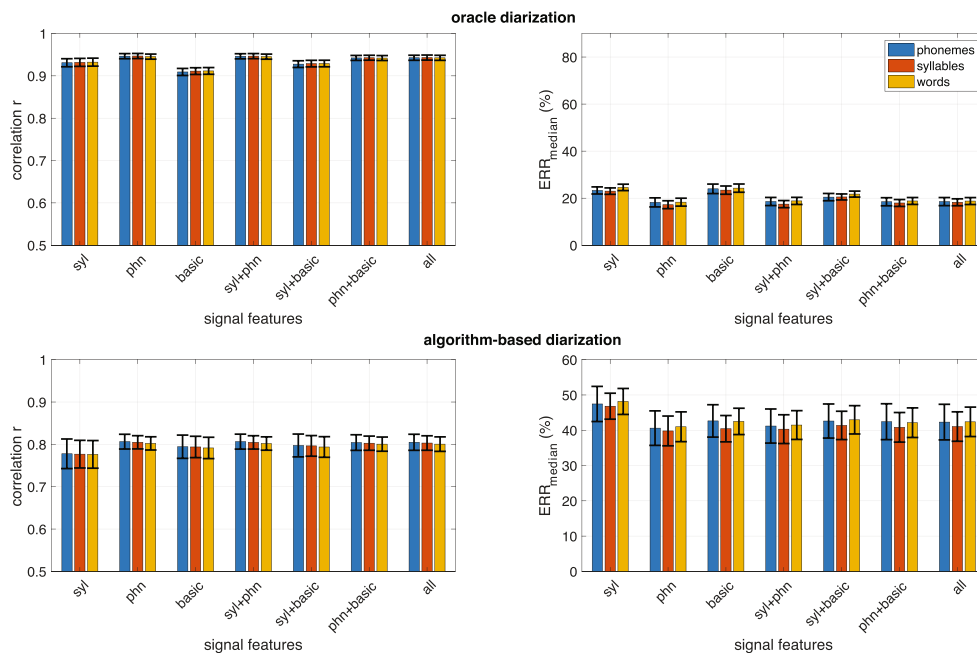 oracle diarization
correlation r
1
0.9
0.8
0.7
0.6
0.5
syl
phn
basic
syl+phn
syl+basic
phn+basic
all
signal features
ERRmedian (%)
80
60
40
20
0
phonemes
syllables
words
syl
phn
basic
syl+phn
syl+basic
phn+basic
all
signal features
algorithm-based diarization
correlation r
1
0.9
0.8
0.7
0.6
0.5
syl
phn
basic
syl+phn
syl+basic
phn+basic
all
signal features
ERRmedian (%)
60
50
40
30
20
10
0
syl
phn
basic
syl+phn
syl+basic
phn+basic
all
signal features